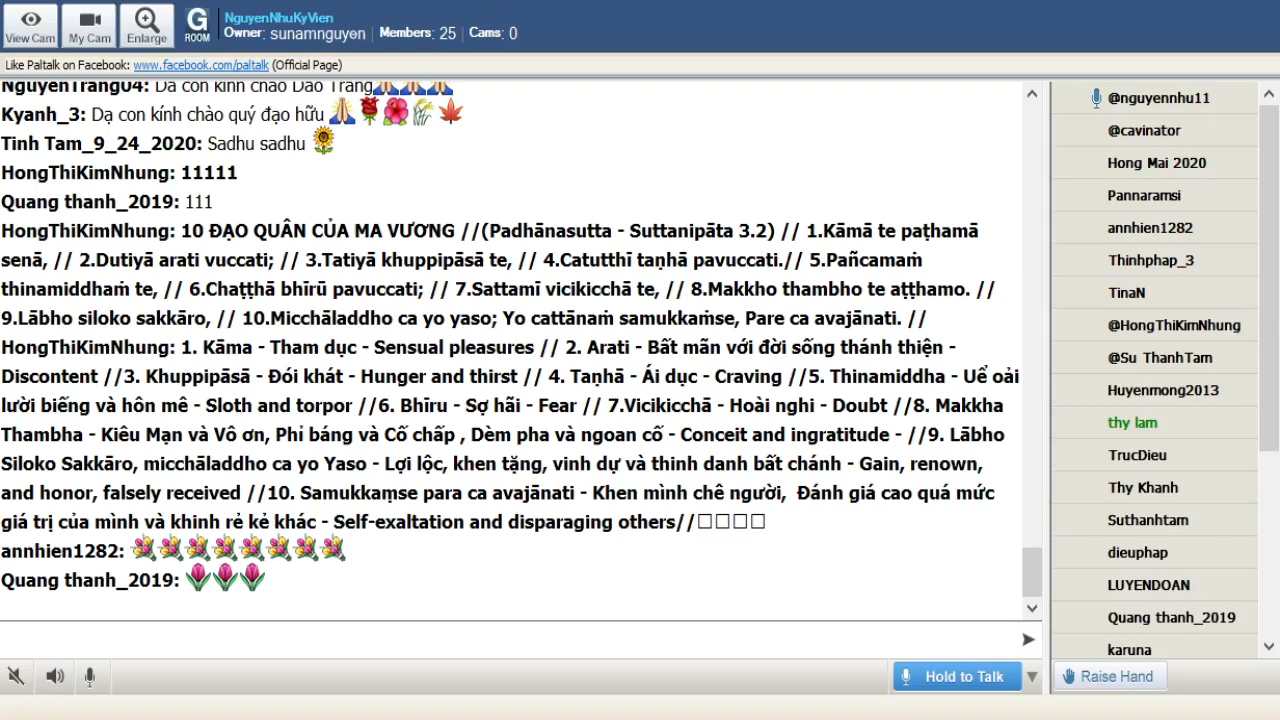 View Cam
My Cam
Enlarge
G
ROOM
NguyenNhuKyVien
Owner: sunamnguyen | Members: 25 | Cams: 0
Like Paltalk on Facebook: www.facebook.com/paltalk (Official Page)
NguyenTrang04: Dạ con kính chào Đạo Tràng
Kyanh_3: Dạ con kính chào quý đạo hữu
Tinh Tam_9_24_2020: Sadhu sadhu
HongThiKimNhung: 11111
Quang thanh_2019: 111
HongThiKimNhung: 10 ĐẠO QUÂN CỦA MA VƯƠNG //(Padhānasutta - Suttanipāta 3.2) // 1.Kāmā te paṭhamā
senā, // 2.Dutiyā arati vuccati; // 3.Tatiyā khuppipāsā te, // 4.Catutthī taṇhā pavuccati.// 5.Pañcamaṁ
thinamiddhaṁ te, // 6.Chaṭṭhā bhīrū pavuccati; // 7.Sattamī vicikicchā te, // 8.Makkho thambho te aṭṭhamo. //
9.Lābho siloko sakkāro, // 10.Micchāladdho ca yo yaso; Yo cattānaṁ samukkaṁse, Pare ca avajānati. //
HongThiKimNhung: 1. Kāma - Tham dục - Sensual pleasures // 2. Arati - Bất mãn với đời sống thánh thiện -
Discontent //3. Khuppipāsā - Đói khát - Hunger and thirst // 4. Taṇhā - Ái dục - Craving //5. Thinamiddha - Uể oải
lười biếng và hôn mê - Sloth and torpor //6. Bhīru - Sợ hãi - Fear // 7.Vicikicchā - Hoài nghi - Doubt //8. Makkha
Thambha - Kiêu Mạn và Vô ơn, Phỉ báng và Cố chấp , Dèm pha và ngoan cố - Conceit and ingratitude - //9. Lābho
Siloko Sakkāro, micchāladdho ca yo Yaso - Lợi lộc, khen tặng, vinh dự và thinh danh bất chánh - Gain, renown,
and honor, falsely received //10. Samukkaṃse para ca avajānati - Khen mình chê người, Đánh giá cao quá mức
giá trị của mình và khinh rẻ kẻ khác - Self-exaltation and disparaging others//□□□□
annhien1282:
Quang thanh_2019:
@nguyennhu11
@cavinator
Hong Mai 2020
Pannaramsi
annhien1282
Thinhphap_3
TinaN
@HongThiKimNhung
@Su ThanhTam
Huyenmong2013
thy lam
TrucDieu
Thy Khanh
Suthanhtam
dieuphap
LUYENDOAN
Quang thanh_2019
karuna
Hold to Talk
Raise Hand